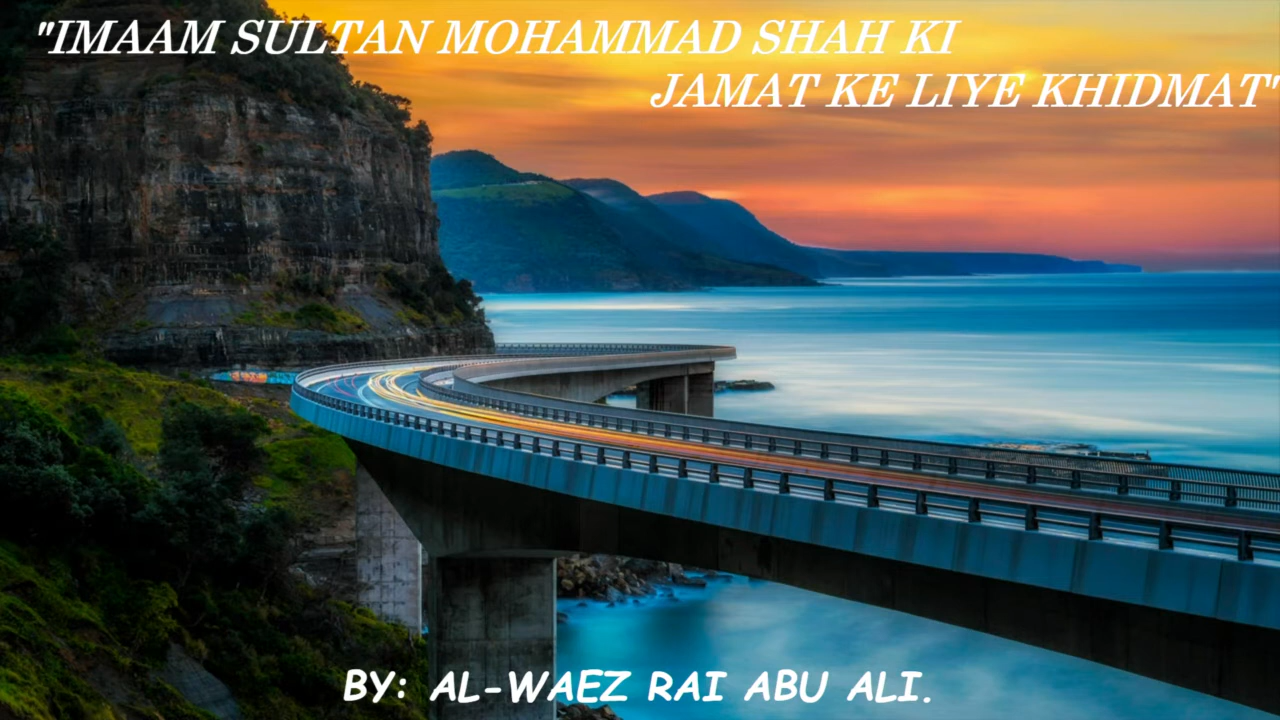 "IMAAM SULTAN MOHAMMAD SHAH KI
JAMAT KE LIYE KHIDMAT"
BY: AL-WAEZ RAI ABU ALI.